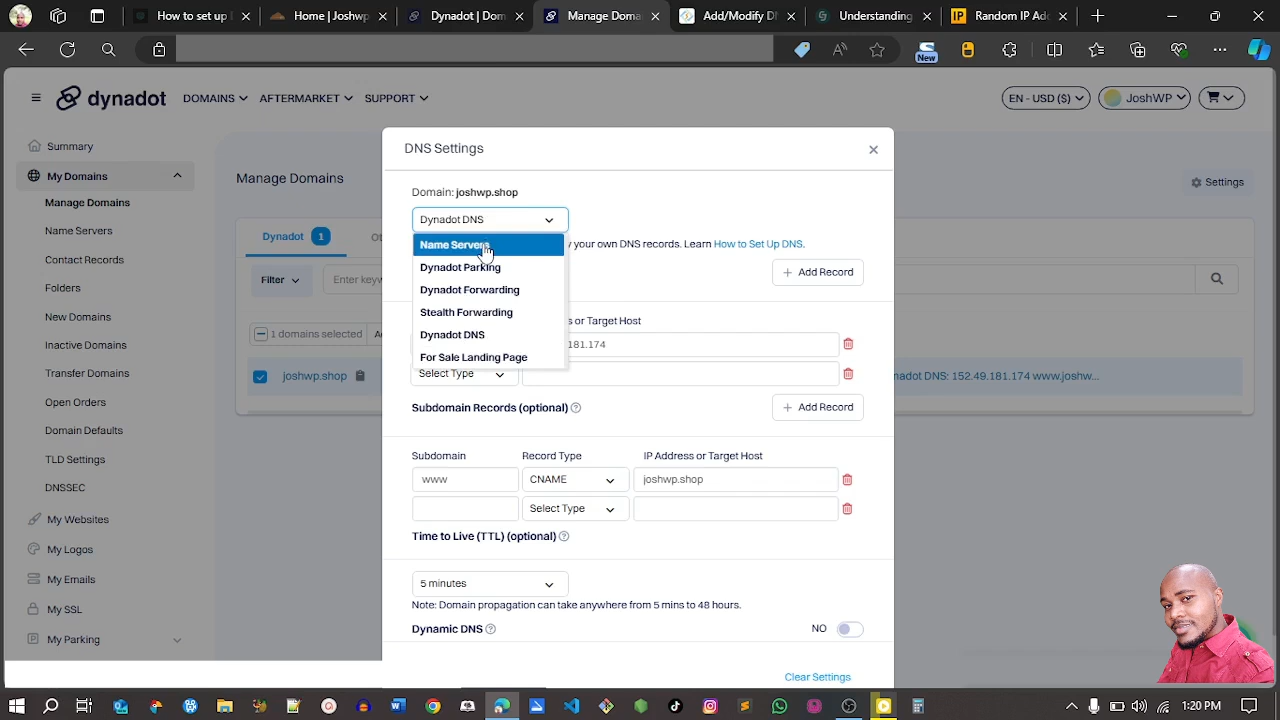 How to set up I
Home | Joshwp
Dynadot | Dom
Manage Doma
Add/Modify DN
Understanding
IP
Random IP Add
New
dynadot
DOMAINS
AFTERMARKET
SUPPORT
EN - USD ($)
JoshWP
Summary
My Domains
Manage Domains
Name Servers
Contact Records
Folders
New Domains
Inactive Domains
Transfer Domains
Open Orders
Domain Defaults
TLD Settings
DNSSEC
My Websites
My Logos
My Emails
My SSL
My Parking
Manage Domains
Settings
Dynadot 1
Filter
Enter keyw
1 domains selected
joshwp.shop
nadot DNS: 152.49.181.174 www.joshw...
DNS Settings
Domain: joshwp.shop
Dynadot DNS
Name Servers
Dynadot Parking
Dynadot Forwarding
Stealth Forwarding
Dynadot DNS
For Sale Landing Page
y your own DNS records. Learn How to Set Up DNS.
+ Add Record
s or Target Host
181.174
Select Type
Subdomain Records (optional) ?
+ Add Record
Subdomain Record Type IP Address or Target Host
www CNAME joshwp.shop
Select Type
Time to Live (TTL) (optional) ?
5 minutes
Note: Domain propagation can take anywhere from 5 mins to 48 hours.
Dynamic DNS ?
NO
Clear Settings
1:20 PM